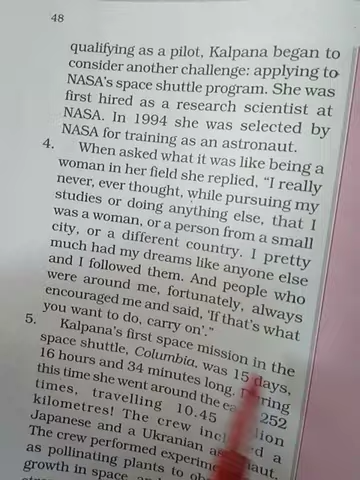 48
qualifying as a pilot, Kalpana began to
consider another challenge: applying to
NASA's space shuttle program. She was
first hired as a research scientist at
NASA. In 1994 she was selected by
NASA for training as an astronaut.
4. When asked what it was like being a
woman in her field she replied, “I really
never, ever thought, while pursuing my
studies or doing anything else, that I
was a woman, or a person from a small
city, or a different country. I pretty
much had my dreams like anyone else
and I followed them. And people who
were around me, fortunately, always
encouraged me and said, ‘If that's what
you want to do, carry on’.”
5. Kalpana's first space mission in the
space shuttle, Columbia, was 15 days,
16 hours and 34 minutes long. During
this time she went around the 252
times, travelling 10.45
kilometres! The crew a
Japanese and a Ukrainian
The crew performed
as pollinating plants to
growth in space,